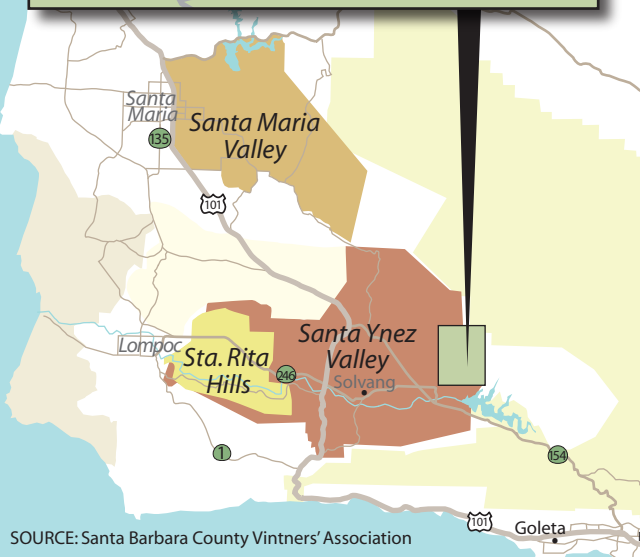 Santa
Maria
135
Santa Maria
Valley
101
Lompoc
Sta. Rita
Hills
246
Santa Ynez
Valley
Solvang
1
154
101
Goleta
SOURCE: Santa Barbara County Vintners' Association